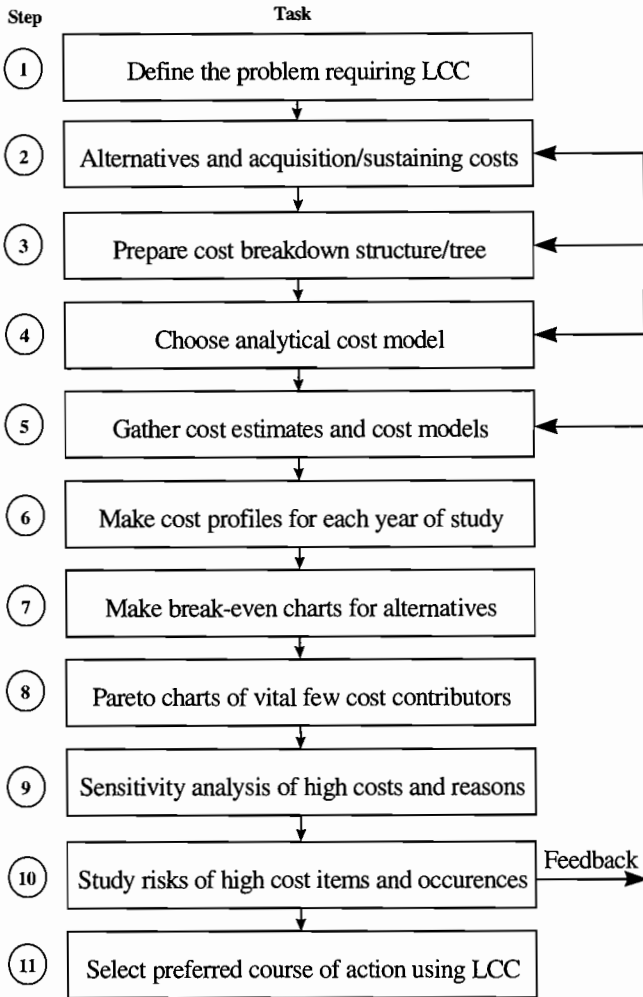 Step Task
1 Define the problem requiring LCC
2 Alternatives and acquisition/sustaining costs
3 Prepare cost breakdown structure/tree
4 Choose analytical cost model
5 Gather cost estimates and cost models
6 Make cost profiles for each year of study
7 Make break-even charts for alternatives
8 Pareto charts of vital few cost contributors
9 Sensitivity analysis of high costs and reasons
10 Study risks of high cost items and occurences Feedback
11 Select preferred course of action using LCC